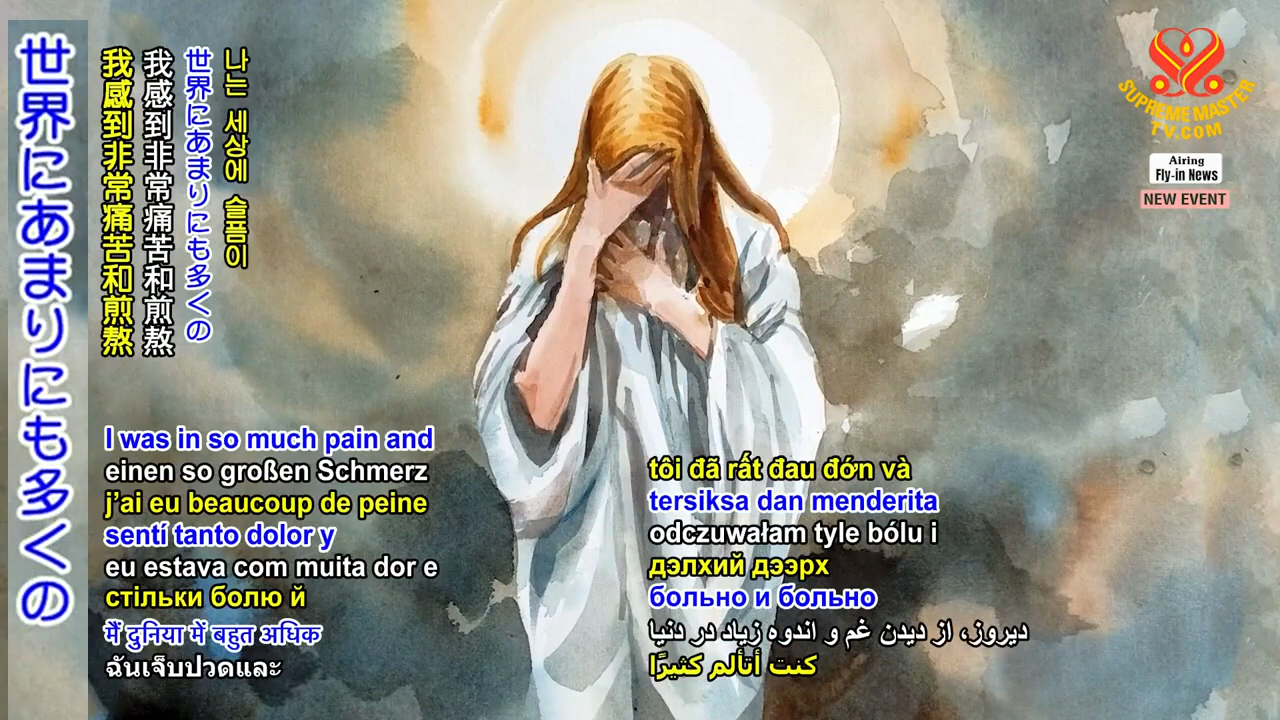 世界にあまりにも多くの
我感到非常痛苦和煎熬
我感到非常痛苦和煎熬
世界にあまりにも多くの
나는 세상에 슬픔이
SUPREME MASTER
TV.COM
Airing
Fly-in News
NEW EVENT
I was in so much pain and
einen so großen Schmerz
j’ai eu beaucoup de peine
sentí tanto dolor y
eu estava com muita dor e
стільки болю й
मैं दुनिया में बहुत अधिक
ฉันเจ็บปวดและ
tôi đã rất đau đớn và
tersiksa dan menderita
odczuwałam tyle bólu i
дэлхий дээрх
больно и больно
دیروز، از دیدن غم و اندوه زیاد در دنیا
كنت أتألم كثيرًا